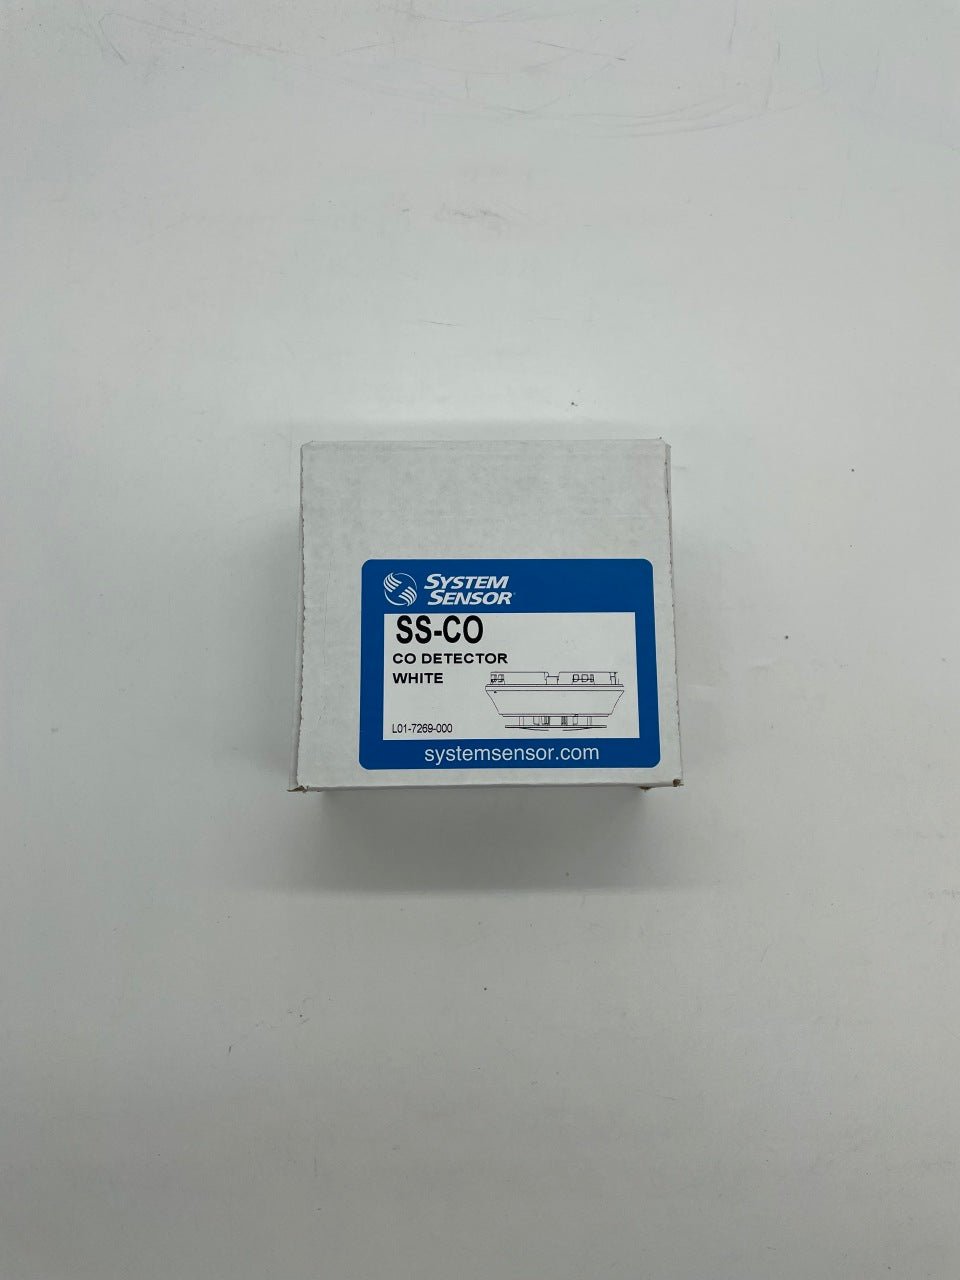 SYSTEM
SENSOR
SS-CO
CO DETECTOR
WHITE
L01-7269-000
systemsensor.com